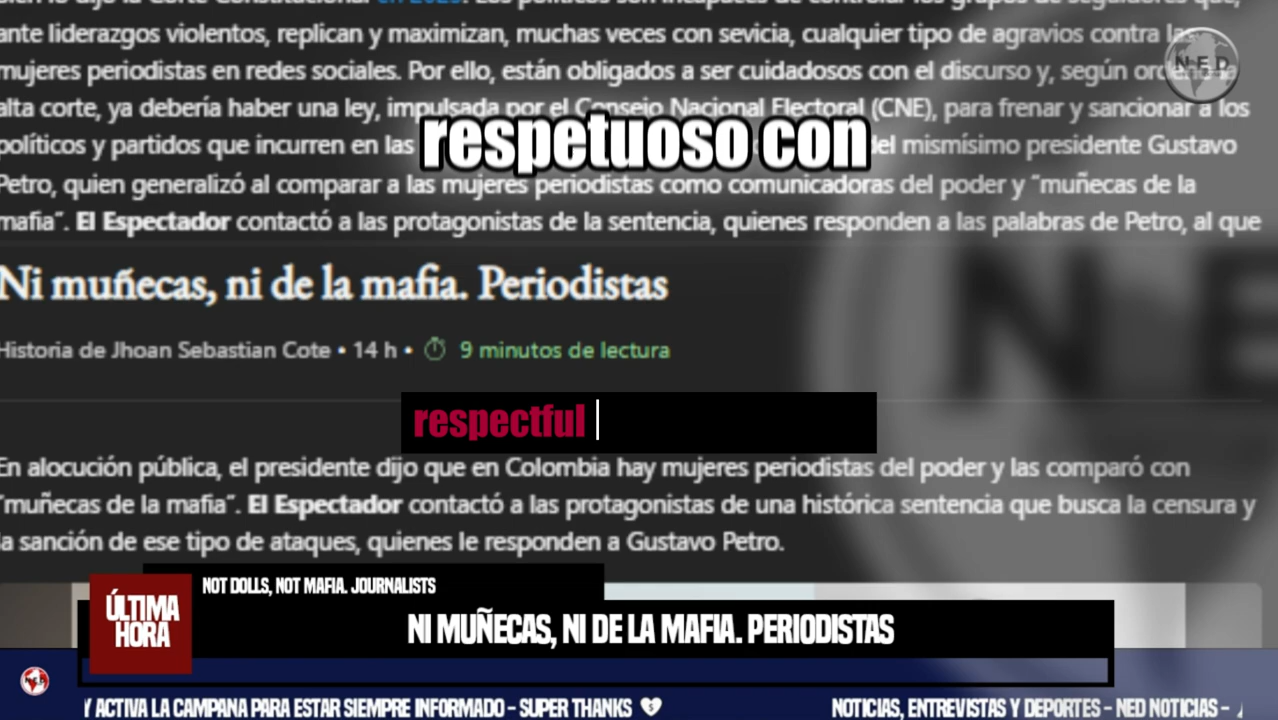 ante liderazgos violentos, replican y maximizan, muchas veces con sevicia, cualquier tipo de agravios contra las
mujeres periodistas en redes sociales. Por ello, están obligados a ser cuidadosos con el discurso y, según ordenó la
alta corte, ya debería haber una ley, impulsada por el Consejo Nacional Electoral (CNE), para frenar y sancionar a los
políticos y partidos que incurren en las
del mismísimo presidente Gustavo
respetuoso con
Petro, quien generalizó al comparar a las mujeres periodistas como comunicadoras del poder y "muñecas de la
mafia". El Espectador contactó a las protagonistas de la sentencia, quienes responden a las palabras de Petro, al que
Ni muñecas, ni de la mafia. Periodistas
Historia de Jhoan Sebastian Cote • 14 h • 9 minutos de lectura
respectful
En alocución pública, el presidente dijo que en Colombia hay mujeres periodistas del poder y las comparó con
"muñecas de la mafia". El Espectador contactó a las protagonistas de una histórica sentencia que busca la censura y
la sanción de ese tipo de ataques, quienes le responden a Gustavo Petro.
NOT DOLLS, NOT MAFIA. JOURNALISTS
ÚLTIMA
HORA
NI MUÑECAS, NI DE LA MAFIA. PERIODISTAS
Y ACTIVA LA CAMPANA PARA ESTAR SIEMPRE INFORMADO - SUPER THANKS
NOTICIAS, ENTREVISTAS Y DEPORTES - NED NOTICIAS -
NED